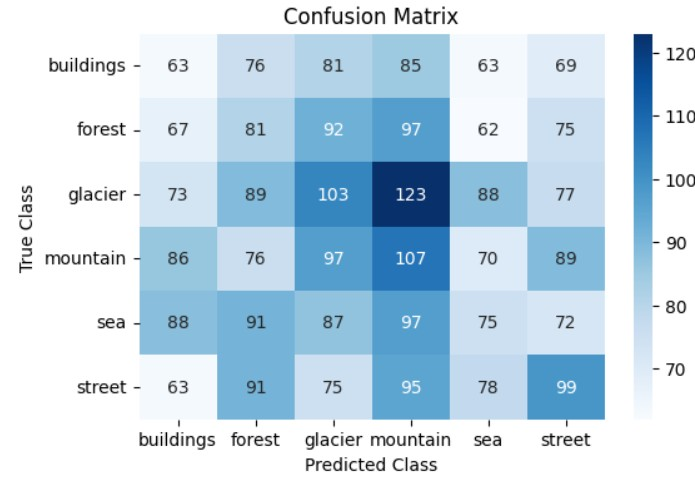 Confusion Matrix
buildings 63 76 81 85 63 69
forest 67 81 92 97 62 75
glacier 73 89 103 123 88 77
mountain 86 76 97 107 70 89
sea 88 91 87 97 75 72
street 63 91 75 95 78 99
buildings forest glacier mountain sea street
Predicted Class
True Class
120
110
100
90
80
70